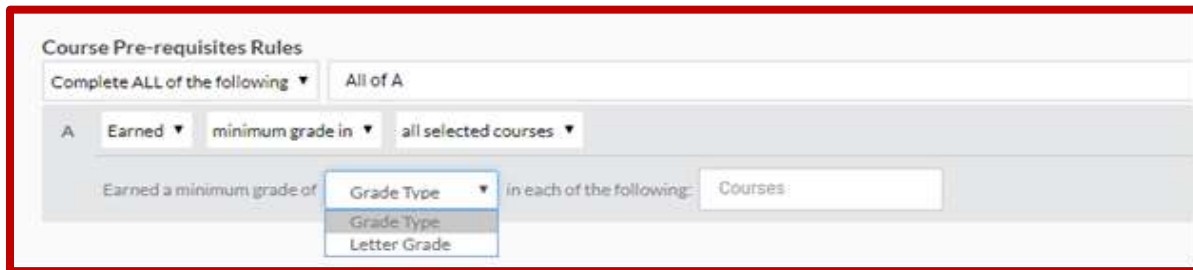 Course Pre-requisites Rules
Complete ALL of the following ▼ All of A
A Earned ▼ minimum grade in ▼ all selected courses ▼
Earned a minimum grade of Grade Type ▼ in each of the following: Courses
Grade Type
Letter Grade